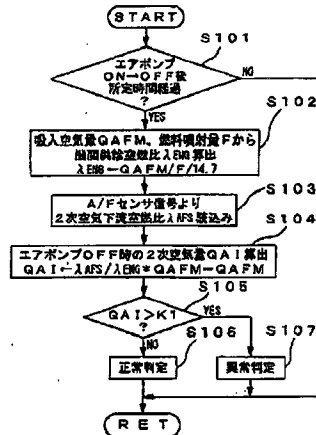 START
S101
エアポンプ
ON→OFF後
所定時間経過
?
NO
YES
S102
吸入空気量QAFM、燃料噴射量Fから
機関供給空燃比λENG算出
λENG←QAFM/F/14.7
S103
A/Fセンサ信号より
2次空気下流空燃比λAFS読込み
S104
エアポンプOFF時の2次空気量QAI算出
QAI←λAFS/λENG*QAFM−QAFM
S105
QAI>K1
?
YES
NO
S106
S107
正常判定
異常判定
RET